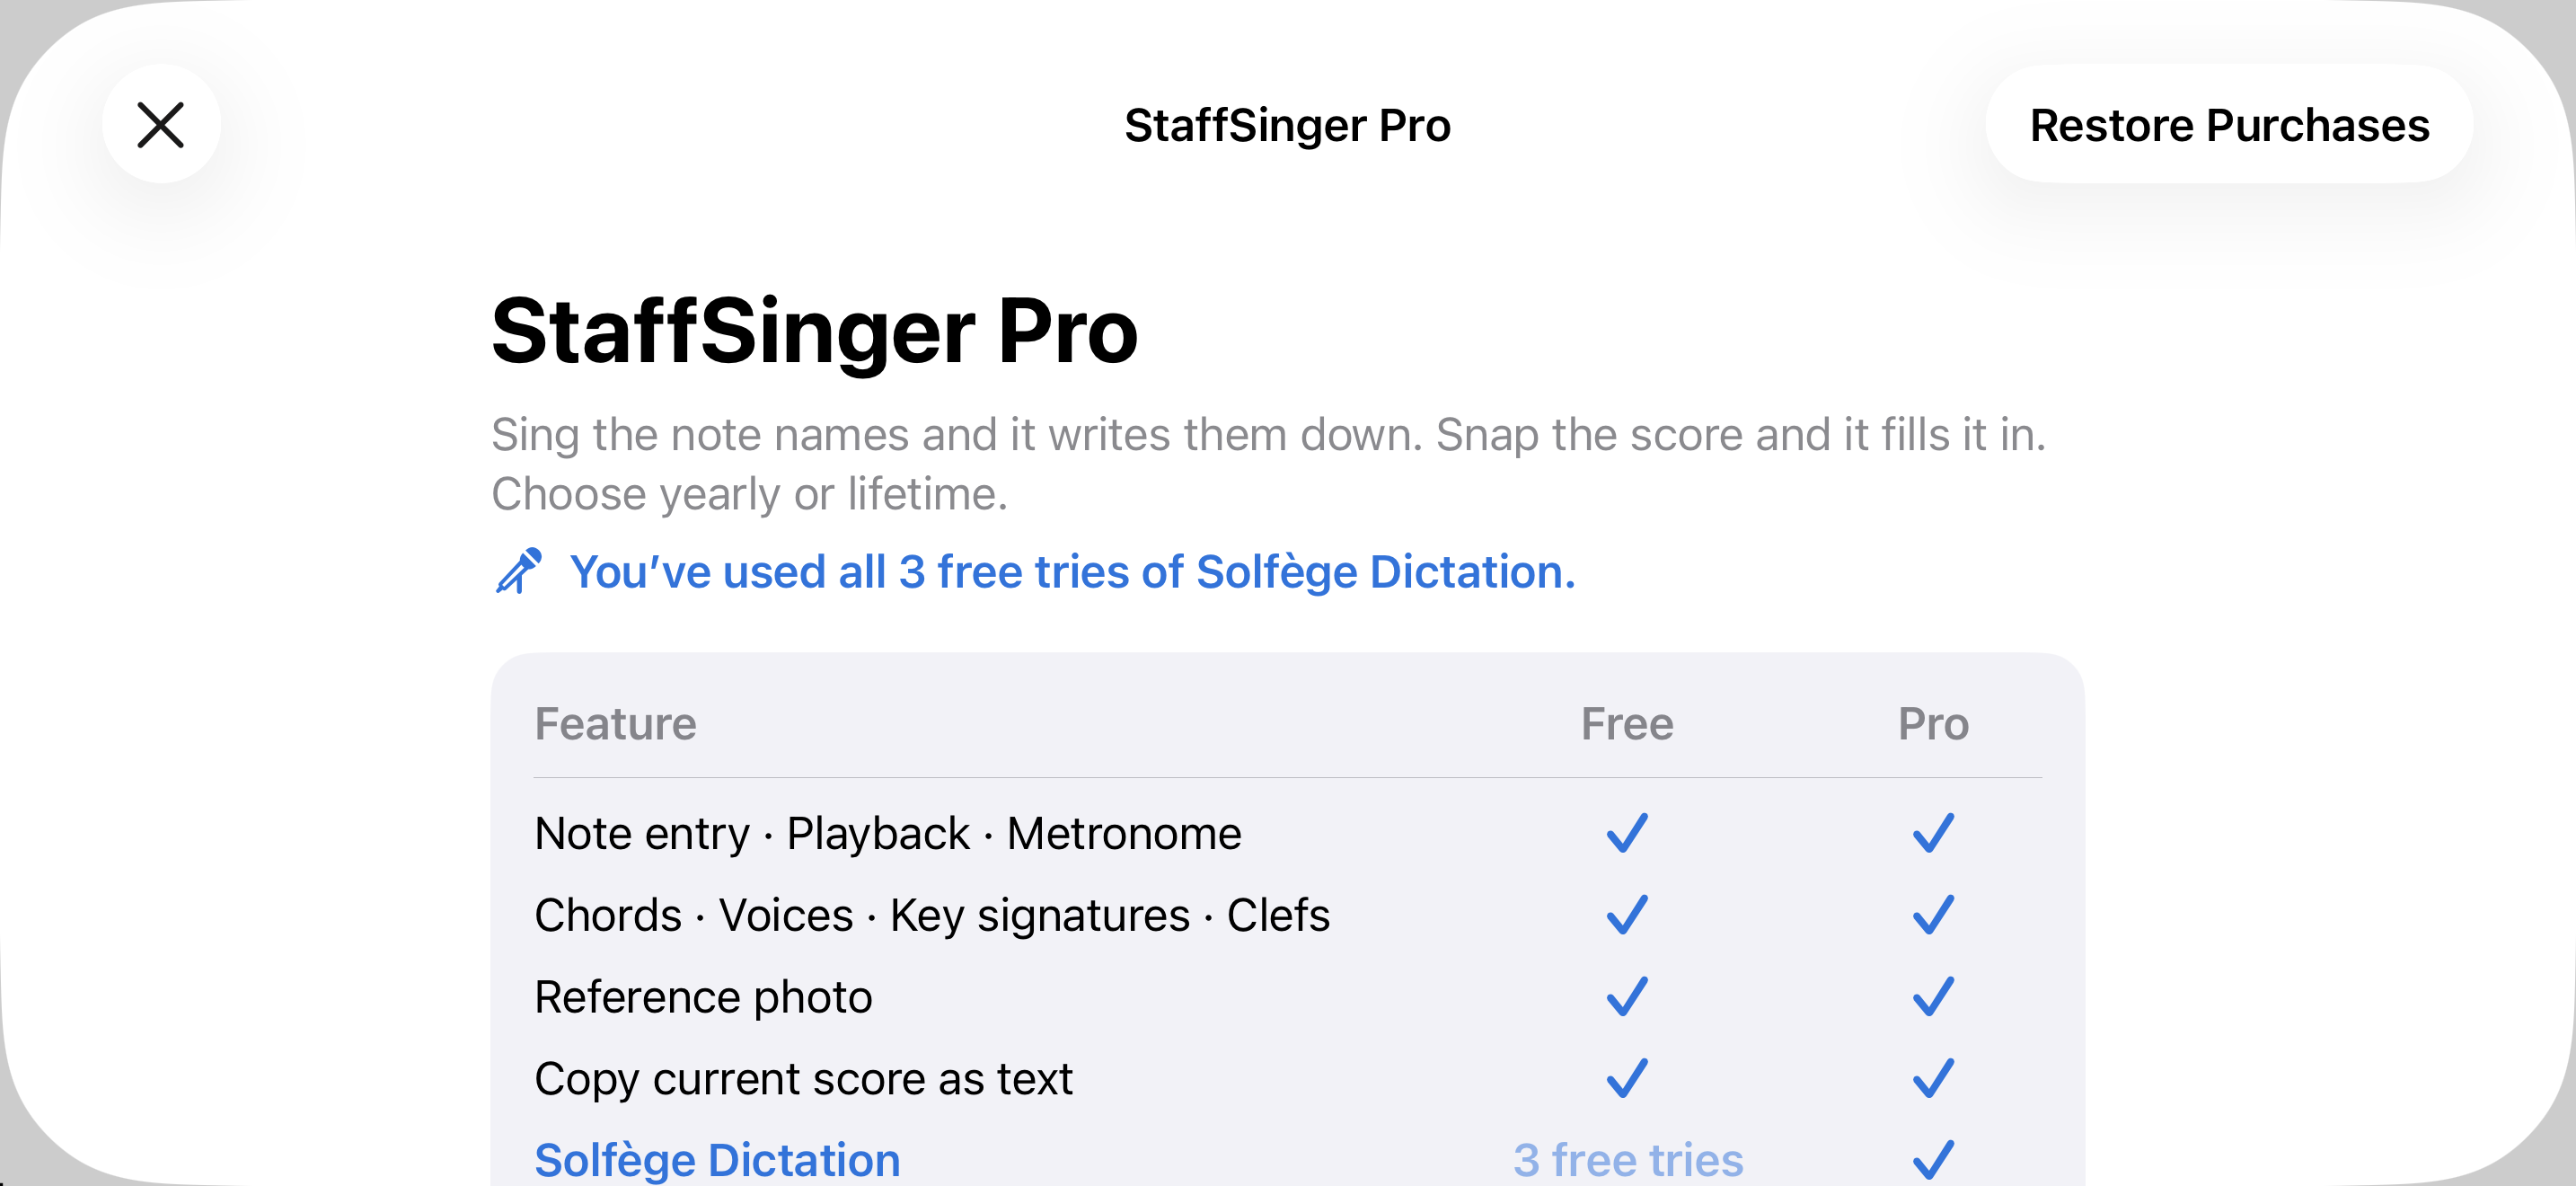 StaffSinger Pro
Restore Purchases
StaffSinger Pro
Sing the note names and it writes them down. Snap the score and it fills it in.
Choose yearly or lifetime.
You’ve used all 3 free tries of Solfège Dictation.
Feature Free Pro
Note entry · Playback · Metronome
Chords · Voices · Key signatures · Clefs
Reference photo
Copy current score as text
Solfège Dictation 3 free tries